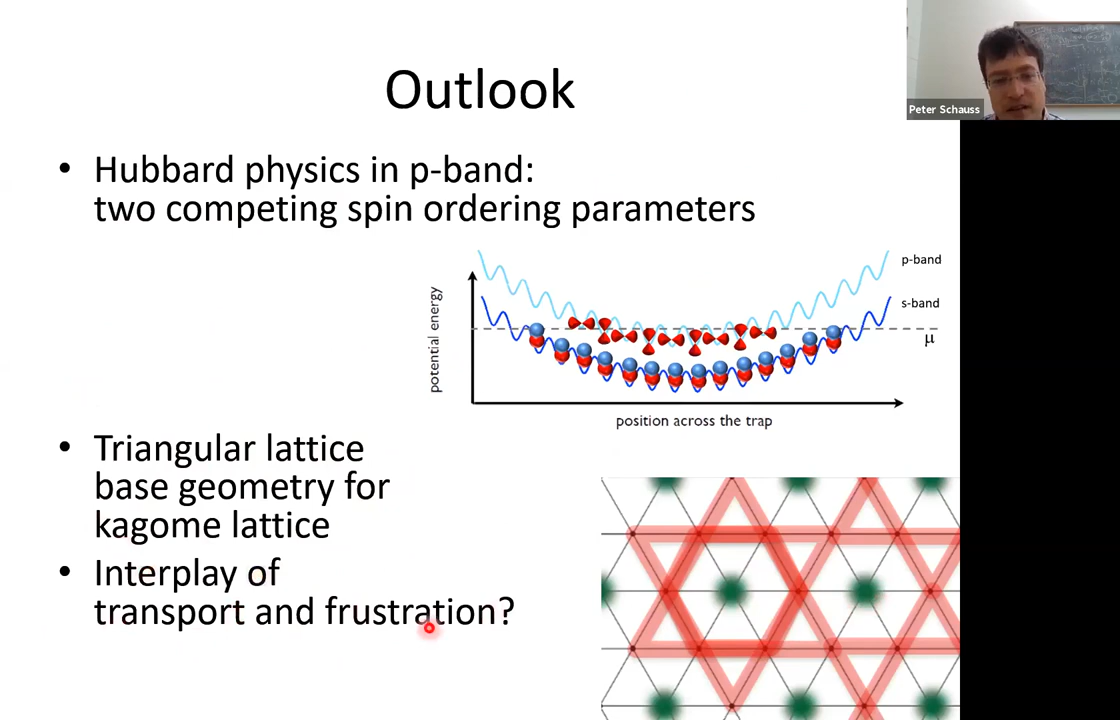 Outlook
Peter Schauss
• Hubbard physics in p-band:
two competing spin ordering parameters
p-band
s-band
μ
potential energy
position across the trap
• Triangular lattice
base geometry for
kagome lattice
• Interplay of
transport and frustration?